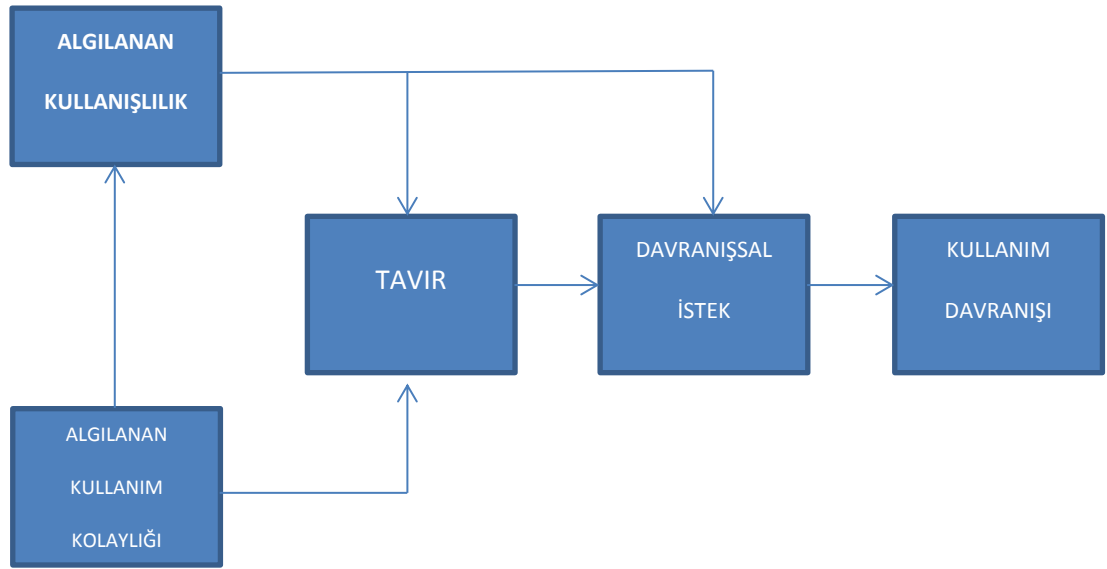 ALGILANAN
KULLANIŞLILIK
TAVIR
DAVRANIŞSAL
İSTEK
KULLANIM
DAVRANIŞI
ALGILANAN
KULLANIM
KOLAYLIĞI